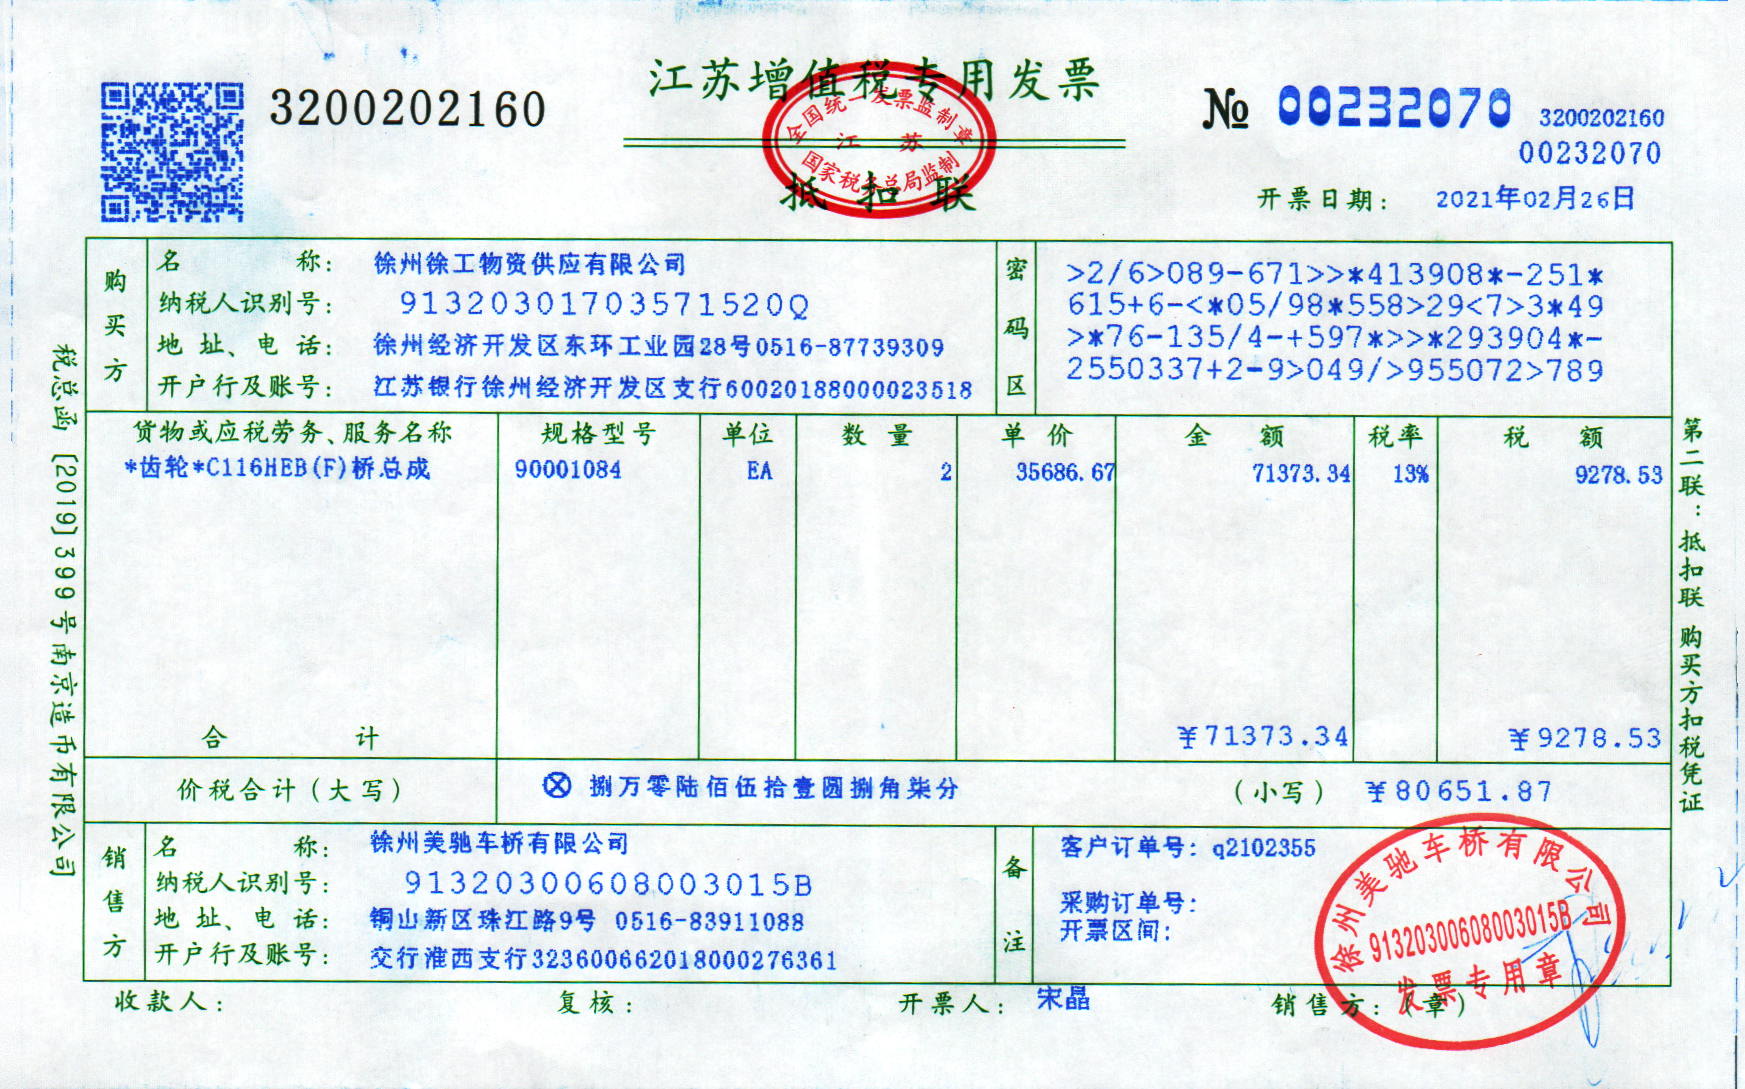 江苏增值税专用发票
3200202160
全国统一发票监制章
江 苏
国家税务总局监制
抵扣联
№ 00232070
3200202160
00232070
开票日期： 2021年02月26日
购买方
名 称： 徐州徐工物资供应有限公司
纳税人识别号： 91320301703571520Q
地 址、电 话： 徐州经济开发区东环工业园28号0516-87739309
开户行及账号： 江苏银行徐州经济开发区支行60020188000023518
密码区
>2/6>089-671>>*413908*-251*
615+6-<*05/98*558>29<7>3*49
>*76-135/4-+597*>>*293904*-
2550337+2-9>049/>955072>789
货物或应税劳务、服务名称 规格型号 单位 数 量 单 价 金 额 税率 税 额
*齿轮*C116HEB(F)桥总成 90001084 EA 2 35686.67 71373.34 13% 9278.53
合 计 ¥71373.34 ¥9278.53
价税合计（大写） ⊗ 捌万零陆佰伍拾壹圆捌角柒分 （小写） ¥80651.87
销售方
名 称： 徐州美驰车桥有限公司
纳税人识别号： 91320300608003015B
地 址、电 话： 铜山新区珠江路9号 0516-83911088
开户行及账号： 交行淮西支行323600662018000276361
备注
客户订单号：q2102355
采购订单号：
开票区间：
徐州美驰车桥有限公司
91320300608003015B
发票专用章
收款人： 复核： 开票人： 宋晶 销售方：（章）
税总函 [2019] 399号南京造币有限公司
第二联：抵扣联 购买方扣税凭证